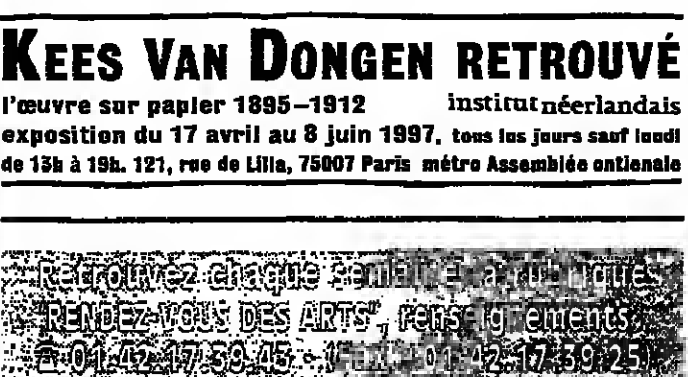 KEES VAN DONGEN RETROUVÉ
l'œuvre sur papier 1895–1912 institut néerlandais
exposition du 17 avril au 8 juin 1997, tous les jours sauf lundi
de 13h à 19h. 121, rue de Lille, 75007 Paris métro Assemblée
Retrouvez chaque semaine, la rubrique
"RENDEZ-VOUS DES ARTS", renseignements,
01.42.17.39.45 - (Fax : 01.42.17.39.25)